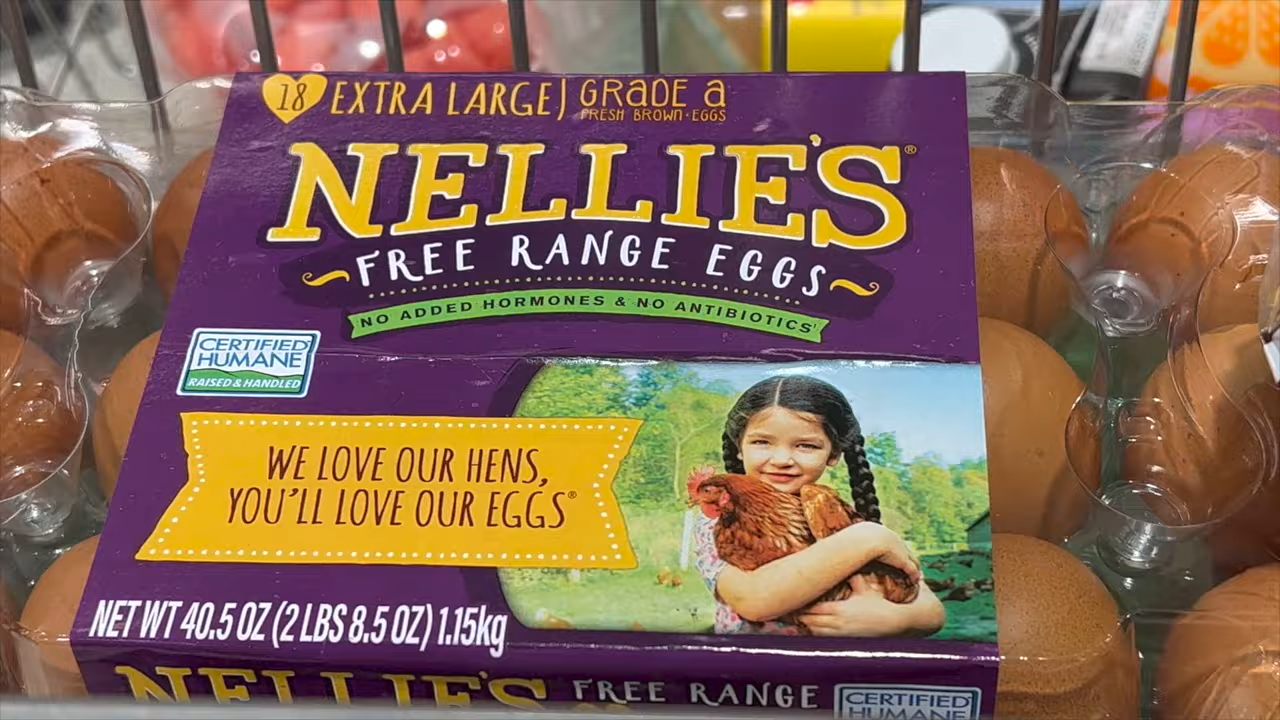 18 EXTRA LARGE| GRADE a
FRESH BROWN·EGGS
NELLIE'S®
FREE RANGE EGGS
NO ADDED HORMONES & NO ANTIBIOTICS¹
CERTIFIED
HUMANE
RAISED & HANDLED
WE LOVE OUR HENS,
YOU'LL LOVE OUR EGGS®
NET WT 40.5 OZ (2 LBS 8.5 OZ) 1.15kg
NELLIE'S FREE RANGE
CERTIFIED
HUMANE